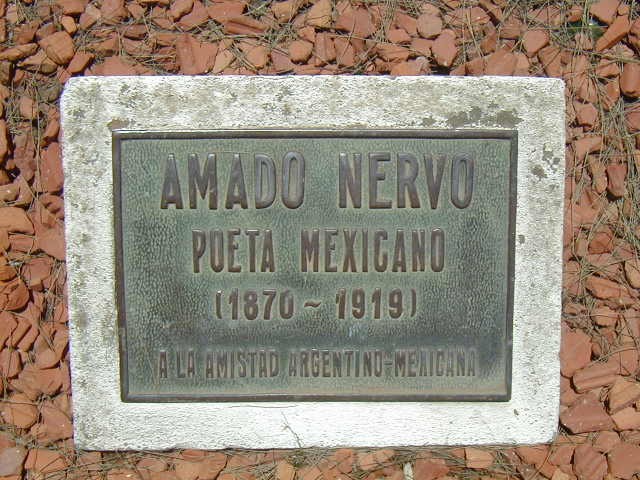 AMADO NERVO
POETA MEXICANO
(1870~1919)
A LA AMISTAD ARGENTINO-MEXICANA